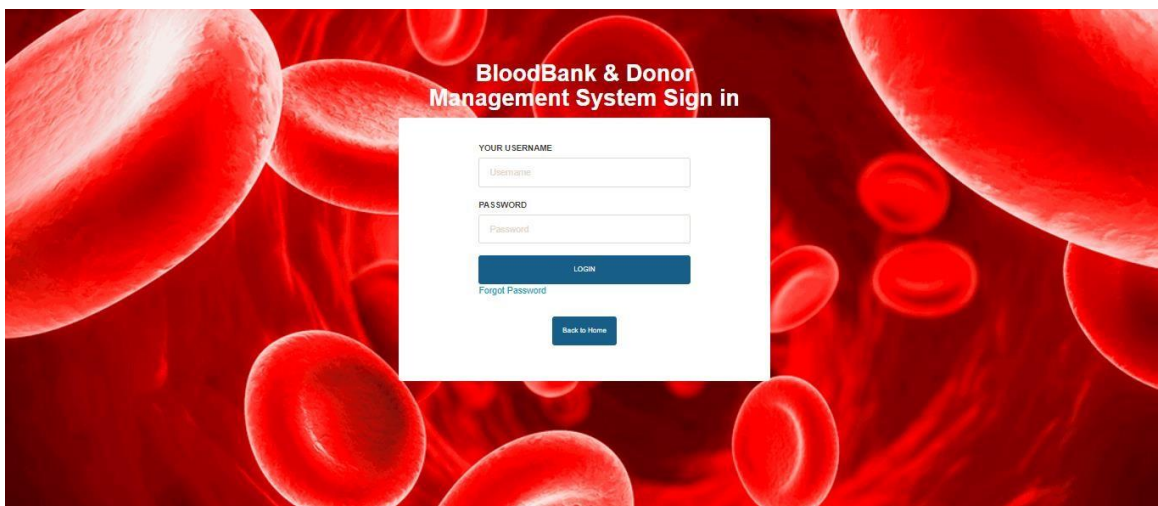 BloodBank & Donor
Management System Sign in
YOUR USERNAME
Username
PASSWORD
Password
LOGIN
Forgot Password
Back to Home